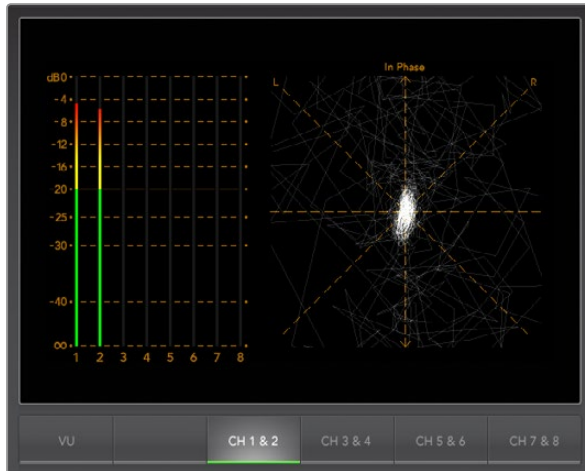 In Phase
dB0
L
R
-4
-8
-12
-16
20
-25
-30
-40
∞
1 2 3 4 5 6 7 8
VU
CH 1 & 2
CH 3 & 4
CH 5 & 6
CH 7 & 8